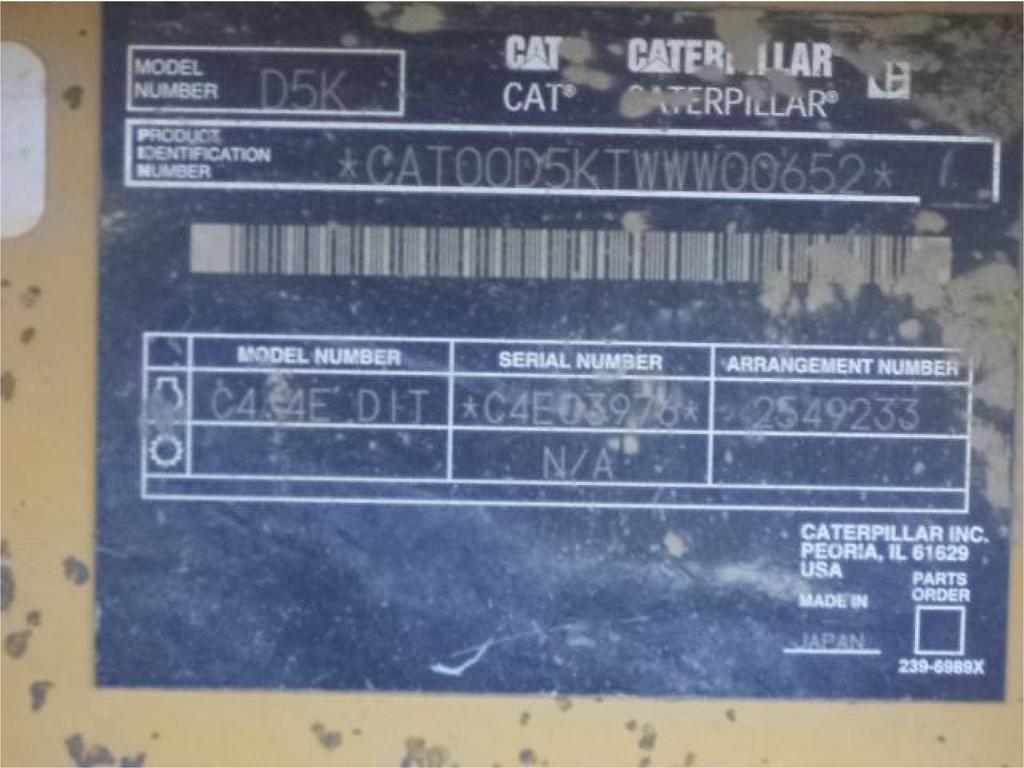 MODEL NUMBER D5K
CAT CATERPILLAR
CAT® CATERPILLAR®
PRODUCT IDENTIFICATION NUMBER *CAT00D5KTWWW00652*
MODEL NUMBER SERIAL NUMBER ARRANGEMENT NUMBER
C4.4E DIT *C4E03976* 2549233
N/A
CATERPILLAR INC.
PEORIA, IL 61629
USA
PARTS ORDER
MADE IN
JAPAN
239-6989X